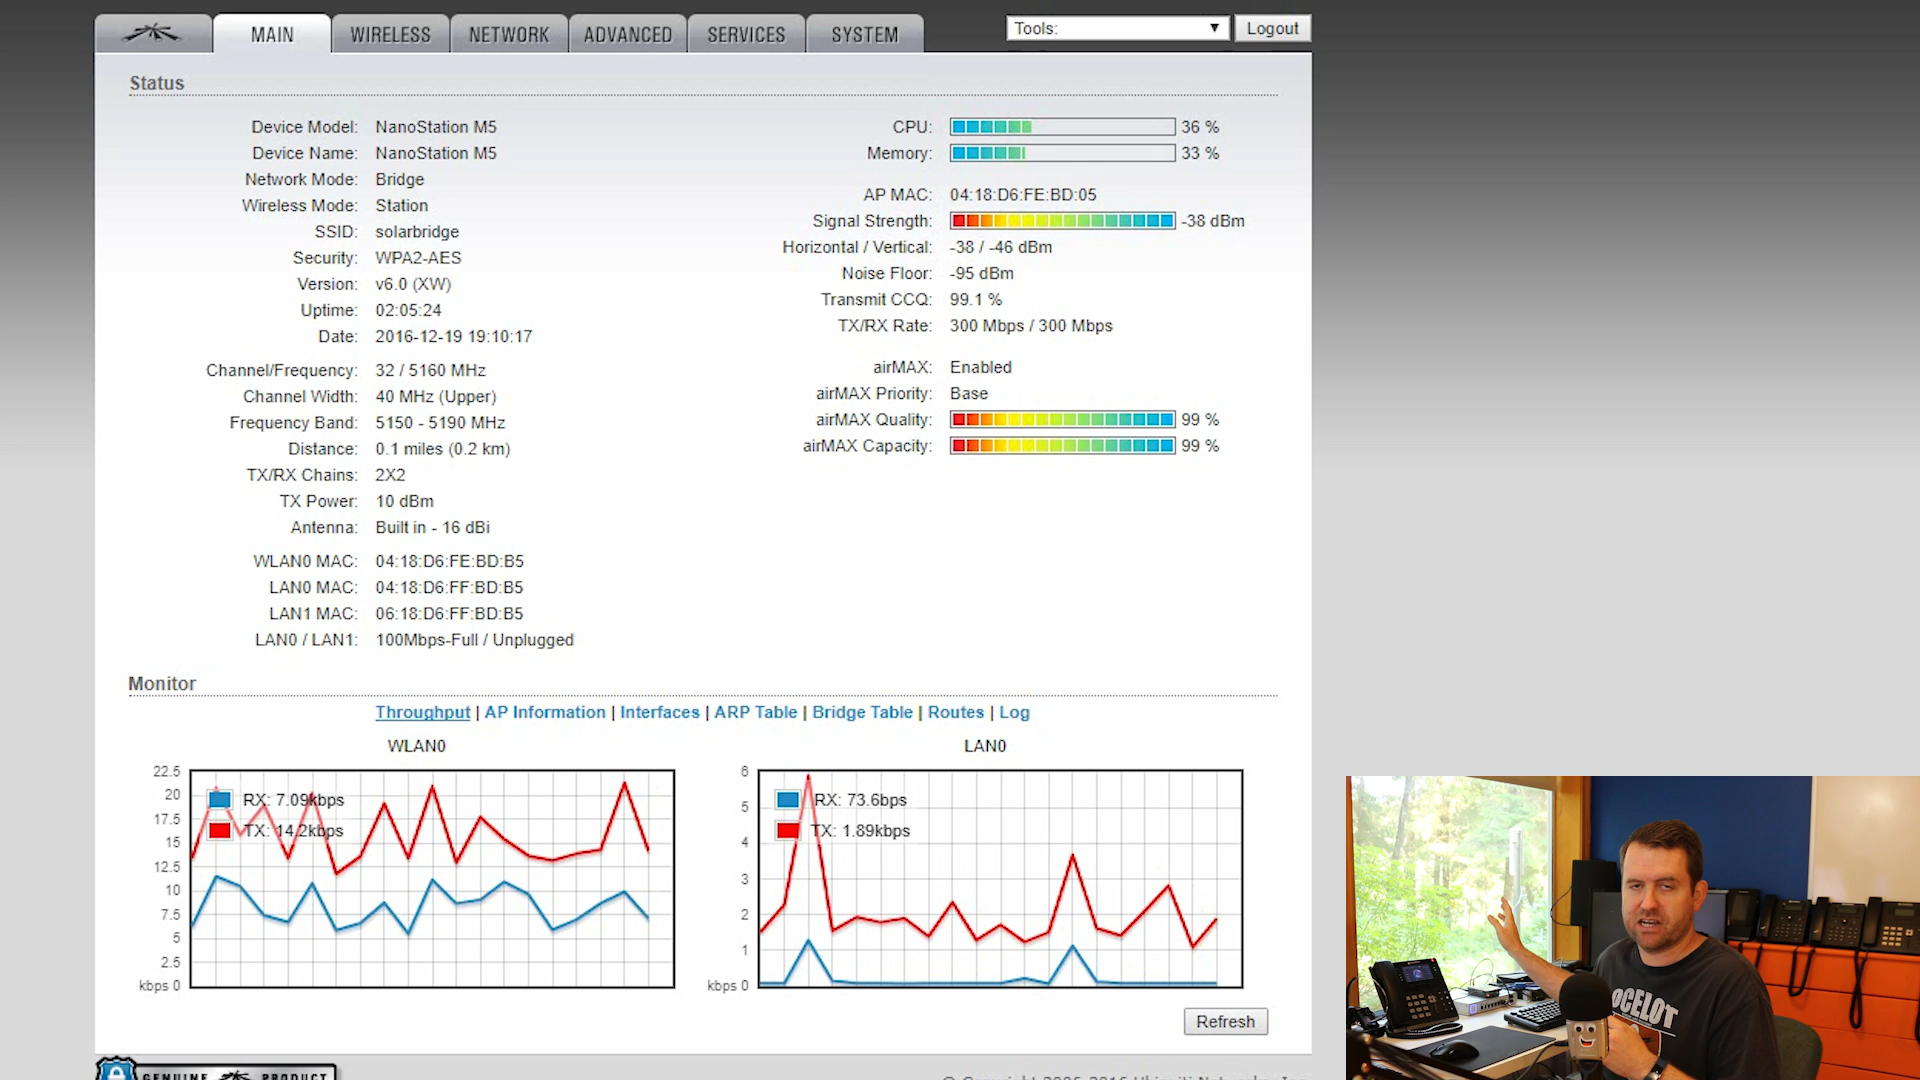 MAIN
WIRELESS
NETWORK
ADVANCED
SERVICES
SYSTEM
Tools:
Logout
Status
Device Model: NanoStation M5
Device Name: NanoStation M5
Network Mode: Bridge
Wireless Mode: Station
SSID: solarbridge
Security: WPA2-AES
Version: v6.0 (XW)
Uptime: 02:05:24
Date: 2016-12-19 19:10:17
Channel/Frequency: 32 / 5160 MHz
Channel Width: 40 MHz (Upper)
Frequency Band: 5150 - 5190 MHz
Distance: 0.1 miles (0.2 km)
TX/RX Chains: 2X2
TX Power: 10 dBm
Antenna: Built in - 16 dBi
WLAN0 MAC: 04:18:D6:FE:BD:B5
LAN0 MAC: 04:18:D6:FF:BD:B5
LAN1 MAC: 06:18:D6:FF:BD:B5
LAN0 / LAN1: 100Mbps-Full / Unplugged
CPU: 36 %
Memory: 33 %
AP MAC: 04:18:D6:FE:BD:05
Signal Strength: -38 dBm
Horizontal / Vertical: -38 / -46 dBm
Noise Floor: -95 dBm
Transmit CCQ: 99.1 %
TX/RX Rate: 300 Mbps / 300 Mbps
airMAX: Enabled
airMAX Priority: Base
airMAX Quality: 99 %
airMAX Capacity: 99 %
Monitor
Throughput | AP Information | Interfaces | ARP Table | Bridge Table | Routes | Log
WLAN0
22.5
20
17.5
15
12.5
10
7.5
5
2.5
kbps 0
RX: 7.09kbps
TX: 14.2kbps
LAN0
6
5
4
3
2
1
kbps 0
RX: 73.6bps
TX: 1.89kbps
Refresh
GENUINE PRODUCT
© Copyright 2006-2016 Ubiquiti Networks, Inc.
OCELOT